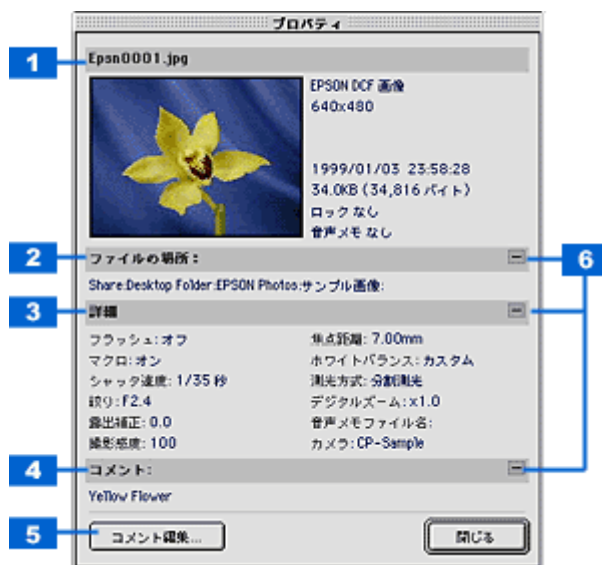 プロパティ
1
Epsn0001.jpg
EPSON DCF 画像
640x480
1999/01/03 23:58:28
34.0KB (34,816 バイト)
ロック なし
音声メモ なし
2
ファイルの場所:
6
Share:Desktop Folder:EPSON Photos:サンプル画像:
3
詳細
フラッシュ: オフ
焦点距離: 7.00mm
マクロ: オン
ホワイトバランス: カスタム
シャッタ速度: 1/35 秒
測光方式: 分割測光
絞り: F2.4
デジタルズーム: x1.0
露出補正: 0.0
音声メモファイル名:
撮影感度: 100
カメラ: CP-Sample
4
コメント:
Yellow Flower
5
コメント編集...
閉じる